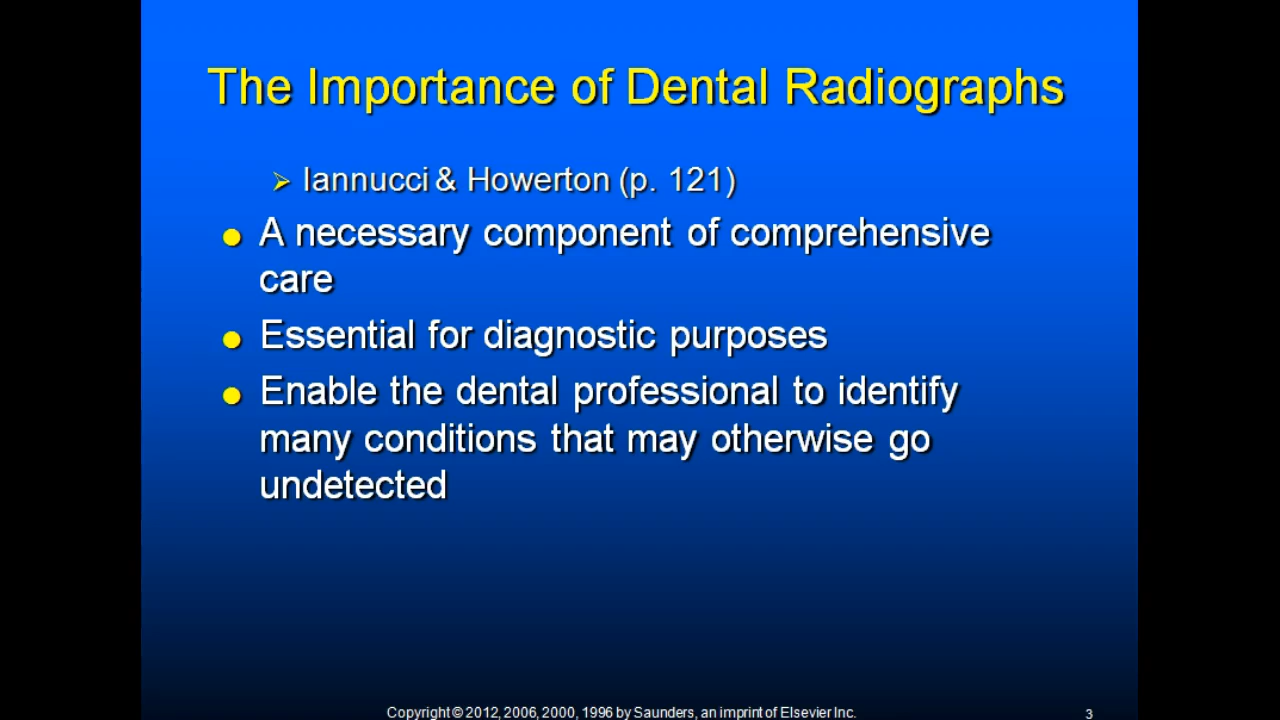 The Importance of Dental Radiographs
➢ Iannucci & Howerton (p. 121)
● A necessary component of comprehensive
care
● Essential for diagnostic purposes
● Enable the dental professional to identify
many conditions that may otherwise go
undetected
Copyright © 2012, 2006, 2000, 1996 by Saunders, an imprint of Elsevier Inc.
3